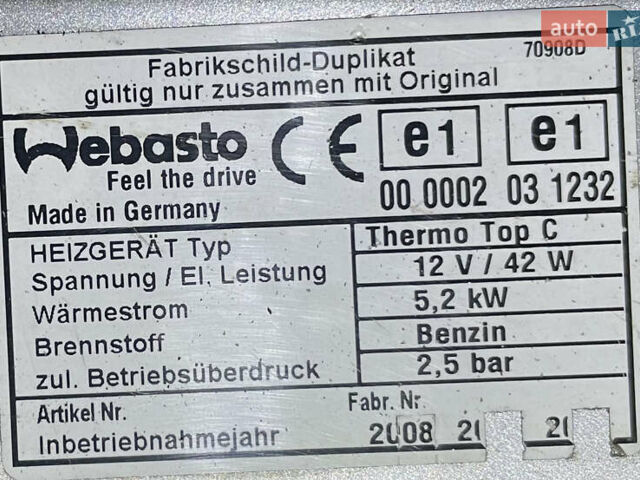 auto RIA
Fabrikschild-Duplikat 70908D
gültig nur zusammen mit Original
Webasto CE e1 e1
Feel the drive 00 0002 03 1232
Made in Germany
HEIZGERÄT Typ Thermo Top C
Spannung / El. Leistung 12 V / 42 W
Wärmestrom 5,2 kW
Brennstoff Benzin
zul. Betriebsüberdruck 2,5 bar
Artikel Nr. Fabr. Nr
Inbetriebnahmejahr 2008